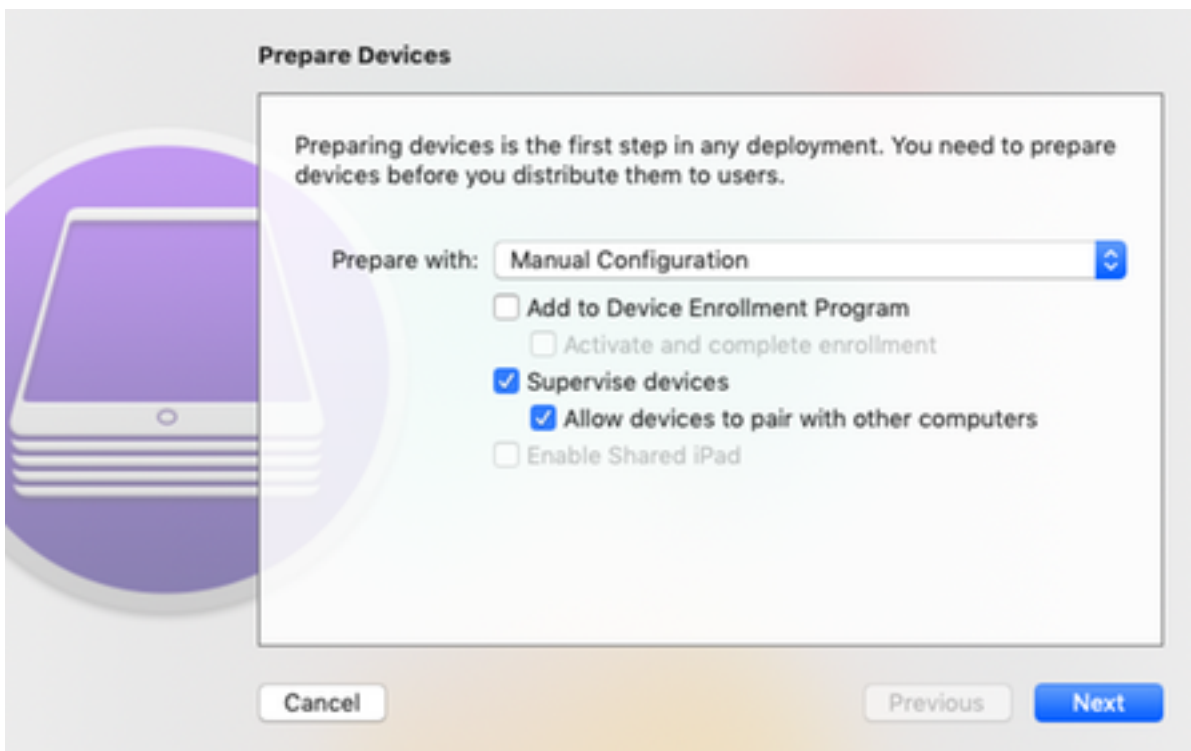 Prepare Devices
Preparing devices is the first step in any deployment. You need to prepare
devices before you distribute them to users.
Prepare with: Manual Configuration
Add to Device Enrollment Program
Activate and complete enrollment
Supervise devices
Allow devices to pair with other computers
Enable Shared iPad
Cancel Previous Next